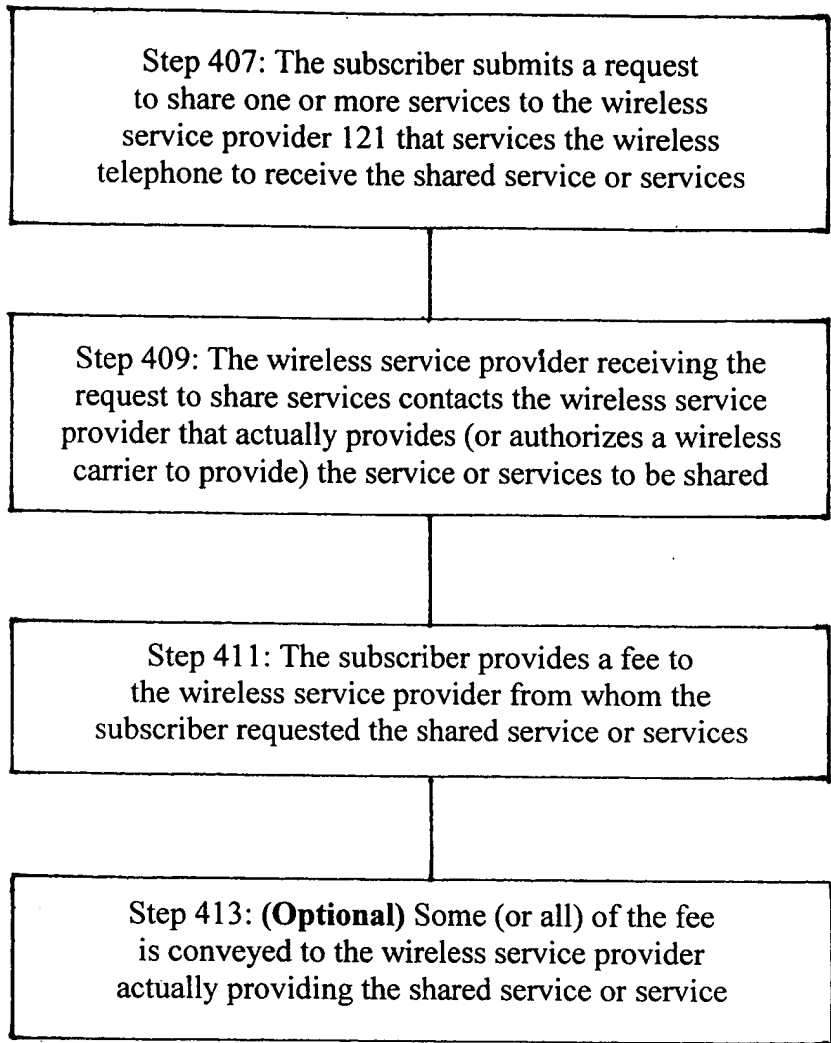 Step 407: The subscriber submits a request
to share one or more services to the wireless
service provider 121 that services the wireless
telephone to receive the shared service or services
Step 409: The wireless service provider receiving the
request to share services contacts the wireless service
provider that actually provides (or authorizes a wireless
carrier to provide) the service or services to be shared
Step 411: The subscriber provides a fee to
the wireless service provider from whom the
subscriber requested the shared service or services
Step 413: (Optional) Some (or all) of the fee
is conveyed to the wireless service provider
actually providing the shared service or service